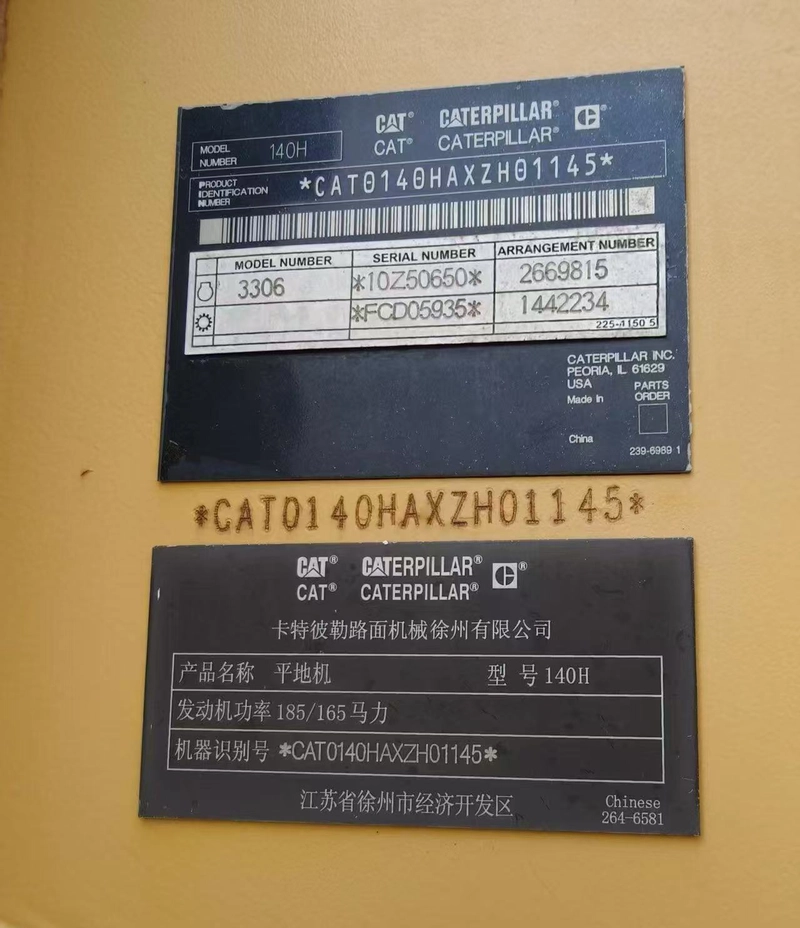 CAT® CATERPILLAR®
CAT® CATERPILLAR®
MODEL NUMBER 140H
PRODUCT IDENTIFICATION NUMBER *CAT0140HAXZH01145*
MODEL NUMBER SERIAL NUMBER ARRANGEMENT NUMBER
3306 *10Z50650* 2669815
*FCD05935* 1442234
225-4150 5
CATERPILLAR INC.
PEORIA, IL 61629
USA
Made in
China
PARTS ORDER
239-6989 1
*CAT0140HAXZH01145*
CAT® CATERPILLAR®
CAT® CATERPILLAR®
卡特彼勒路面机械徐州有限公司
产品名称 平地机 型 号 140H
发动机功率 185/165 马力
机器识别号 *CAT0140HAXZH01145*
江苏省徐州市经济开发区
Chinese
264-6581